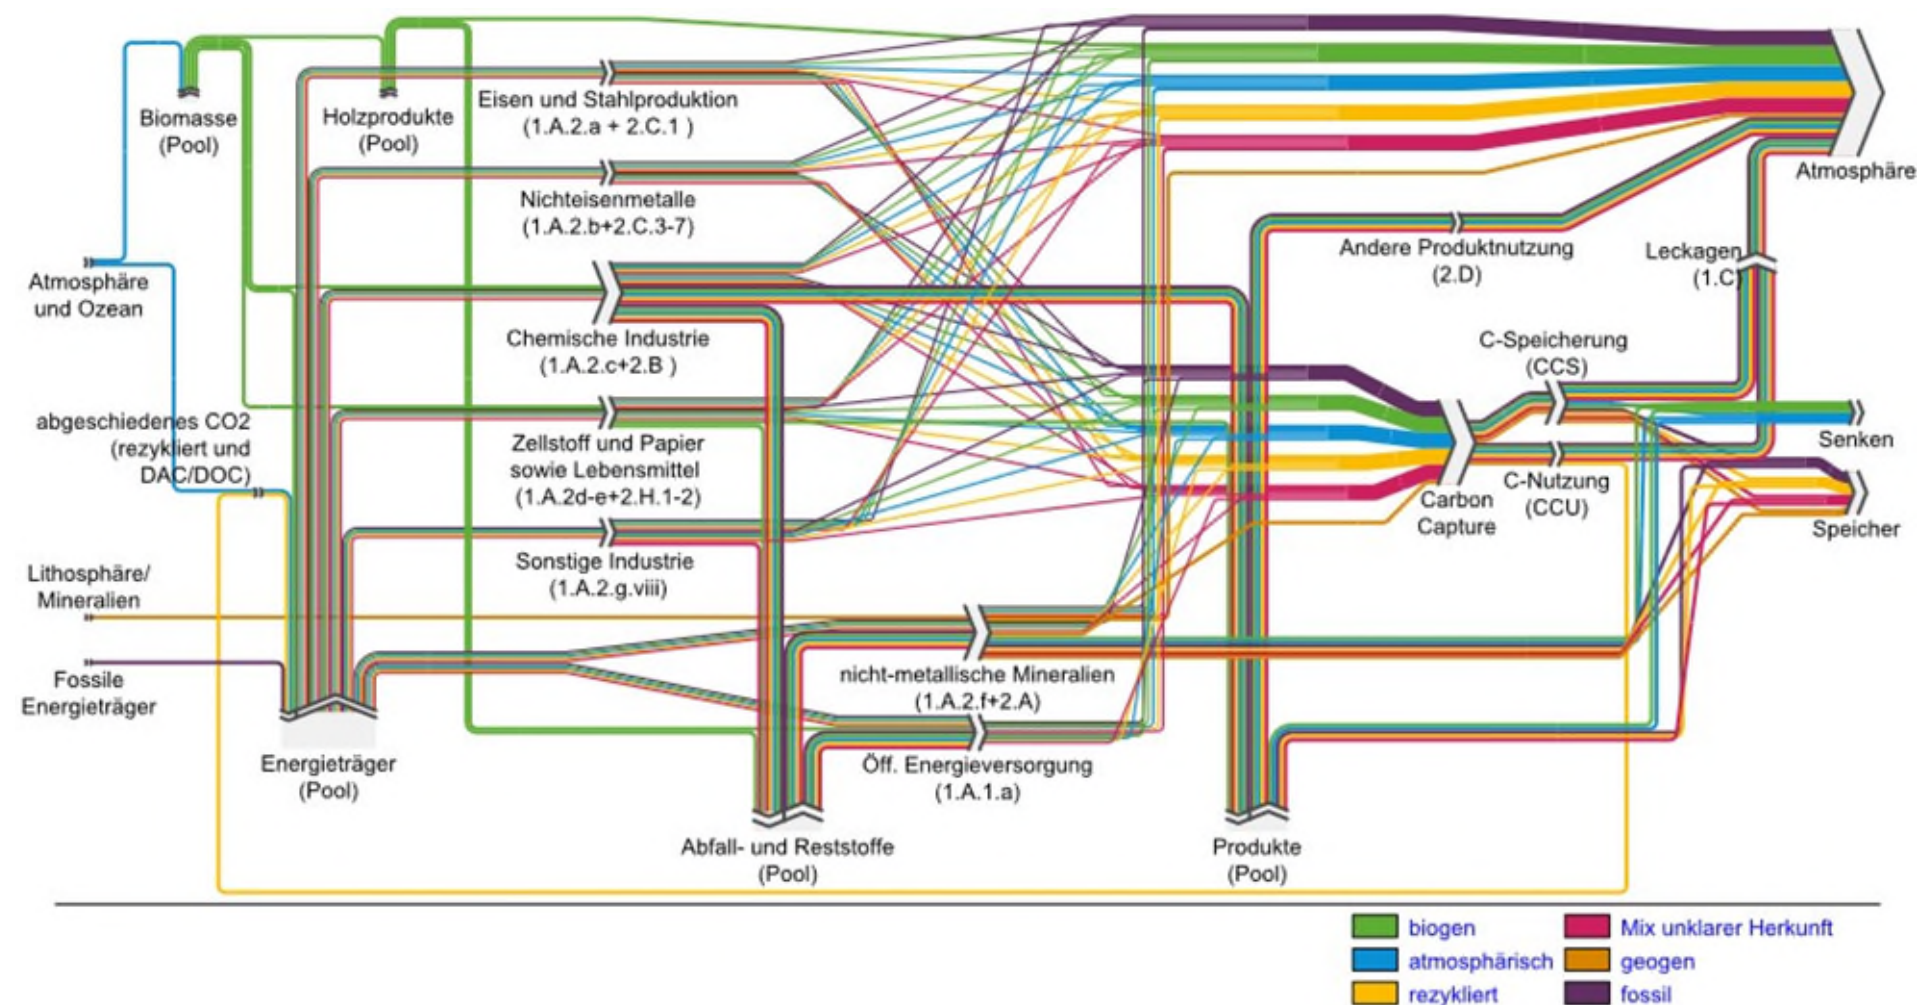 Biomasse
(Pool)
Holzprodukte
(Pool)
Eisen und Stahlproduktion
(1.A.2.a + 2.C.1 )
Atmosphäre
Nichteisenmetalle
(1.A.2.b+2.C.3-7)
Andere Produktnutzung
(2.D)
Leckagen
(1.C)
Atmosphäre
und Ozean
Chemische Industrie
(1.A.2.c+2.B )
C-Speicherung
(CCS)
abgeschiedenes CO2
(rezykliert und
DAC/DOC)
Zellstoff und Papier
sowie Lebensmittel
(1.A.2d-e+2.H.1-2)
Senken
C-Nutzung
(CCU)
Carbon
Capture
Speicher
Sonstige Industrie
(1.A.2.g.viii)
Lithosphäre/
Mineralien
Fossile
Energieträger
nicht-metallische Mineralien
(1.A.2.f+2.A)
Energieträger
(Pool)
Öff. Energieversorgung
(1.A.1.a)
Abfall- und Reststoffe
(Pool)
Produkte
(Pool)
biogen
Mix unklarer Herkunft
atmosphärisch
geogen
rezykliert
fossil